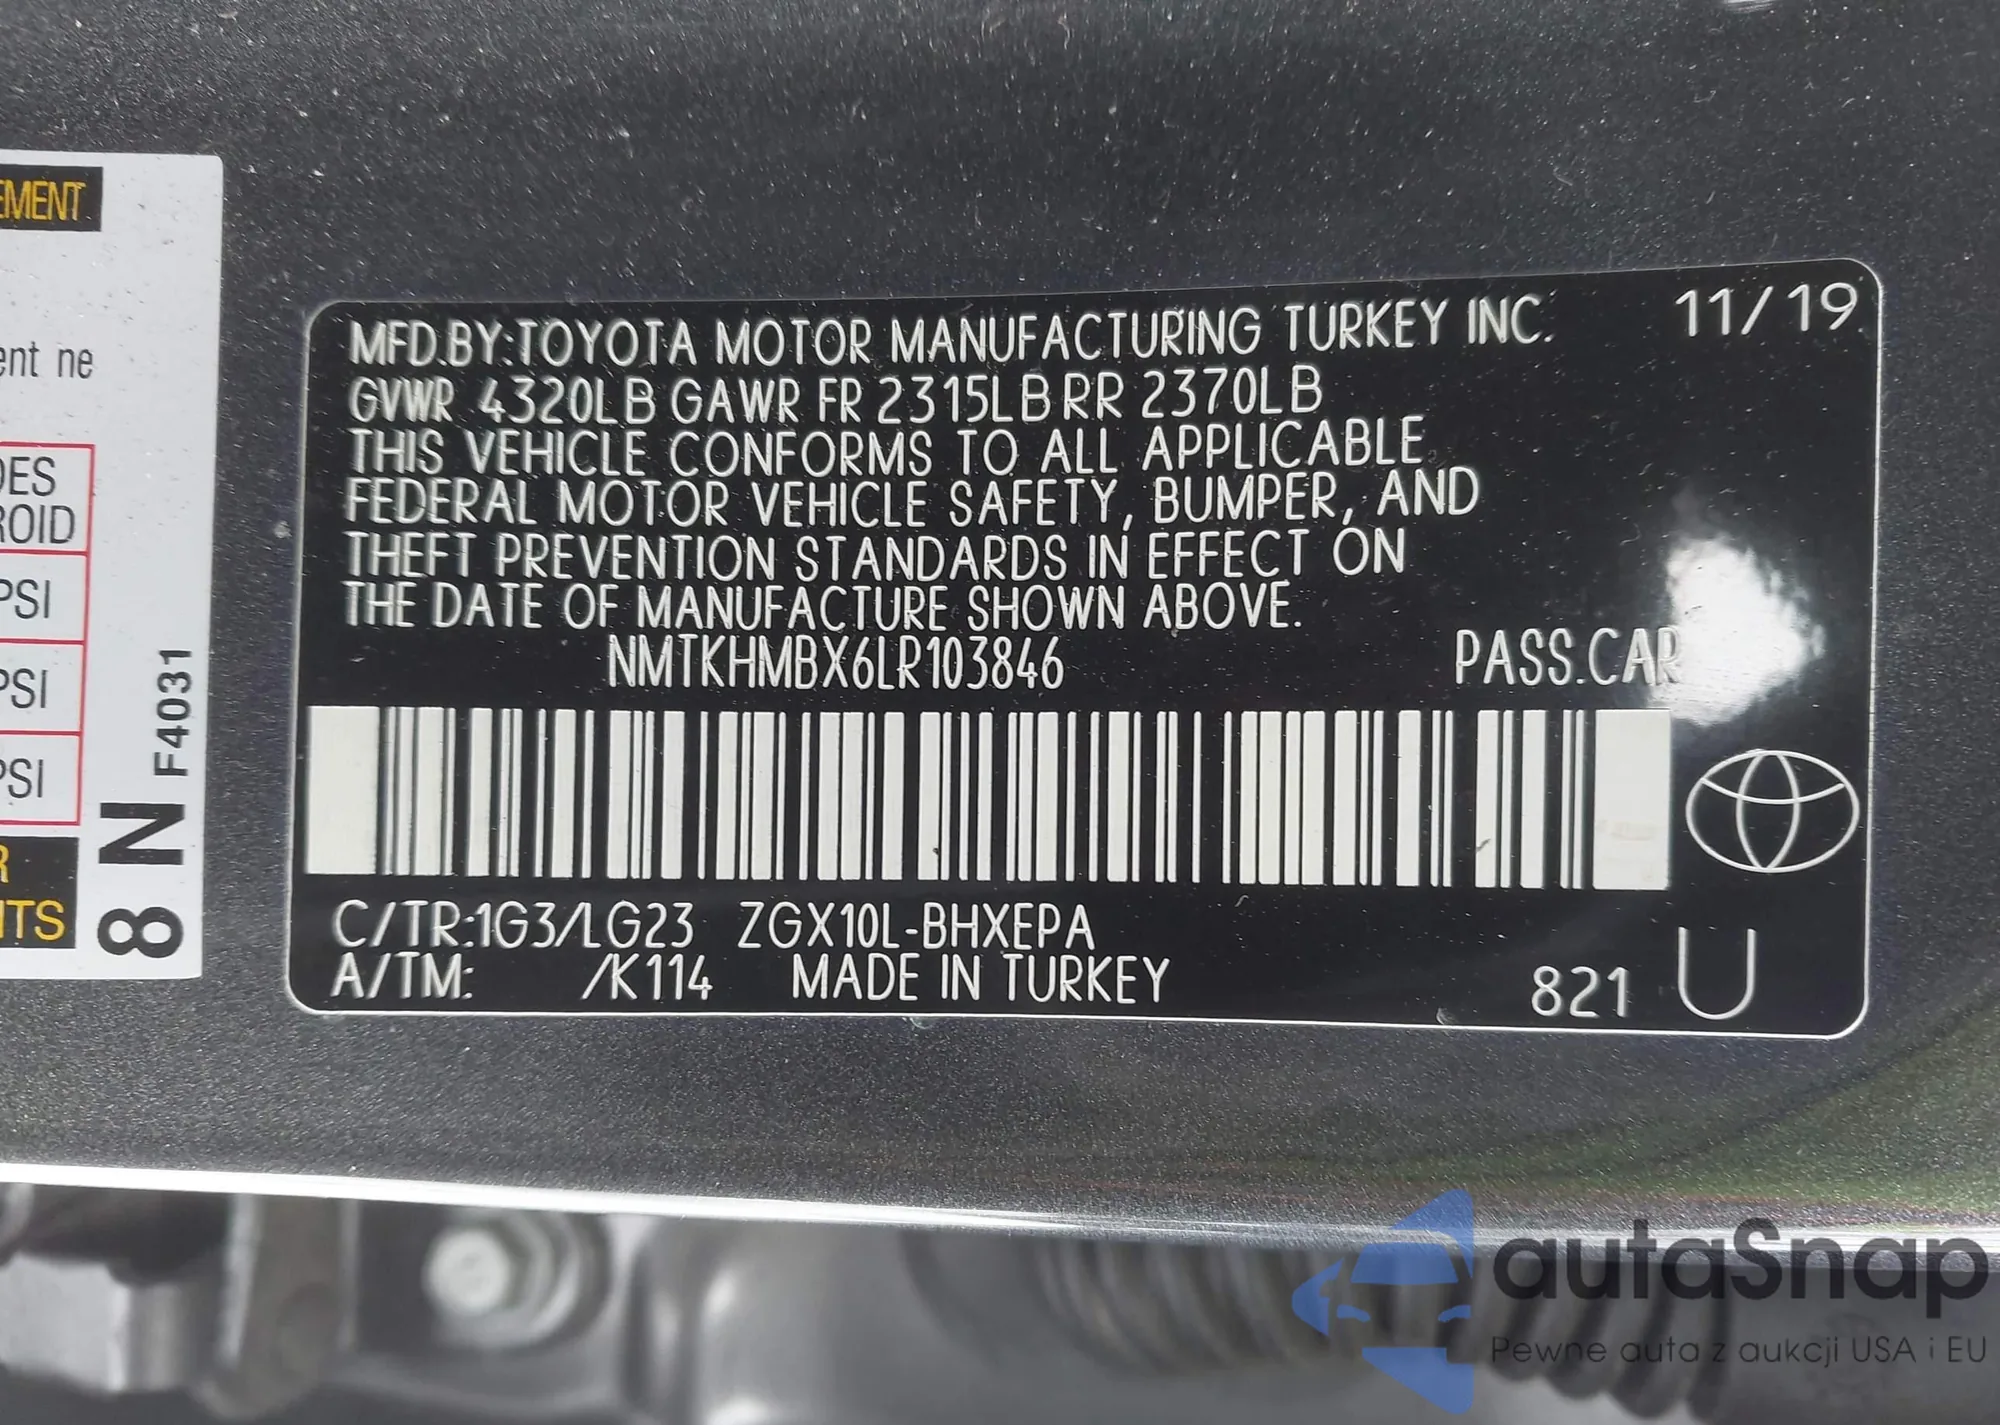 EMENT
ent ne
DES
ROID
PSI
PSI
PSI
R
ITS
8 N F4031
MFD.BY:TOYOTA MOTOR MANUFACTURING TURKEY INC. 11/19
GVWR 4320LB GAWR FR 2315LB RR 2370LB
THIS VEHICLE CONFORMS TO ALL APPLICABLE
FEDERAL MOTOR VEHICLE SAFETY, BUMPER, AND
THEFT PREVENTION STANDARDS IN EFFECT ON
THE DATE OF MANUFACTURE SHOWN ABOVE.
NMTKHMBX6LR103846 PASS.CAR
C/TR:1G3/LG23 ZGX10L-BHXEPA
A/TM: /K114 MADE IN TURKEY 821 U
autoSnap
Pewne auta z aukcji USA i EU